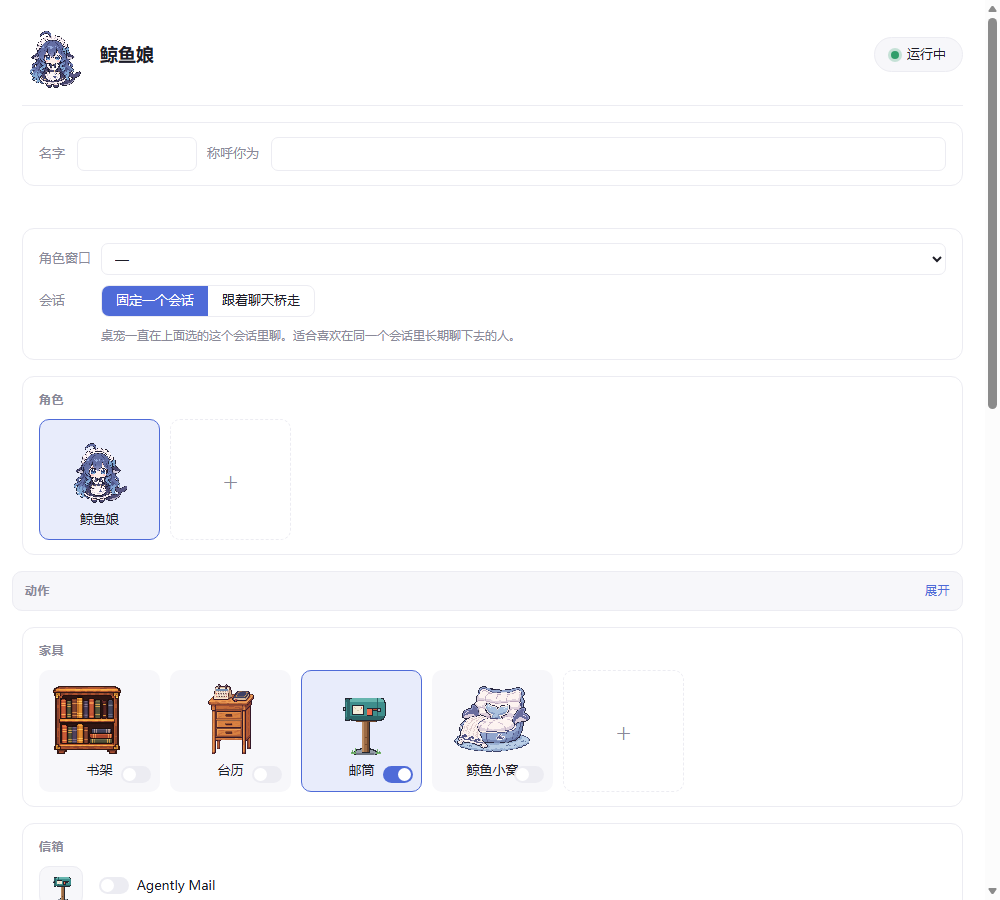 鲸鱼娘
运行中
名字
称呼你为
角色窗口
—
会话
固定一个会话
跟着聊天桥走
桌宠一直在上面选的这个会话里聊。适合喜欢在同一个会话里长期聊下去的人。
角色
鲸鱼娘
+
动作
展开
家具
书架
台历
邮筒
鲸鱼小窝
+
信箱
Agently Mail